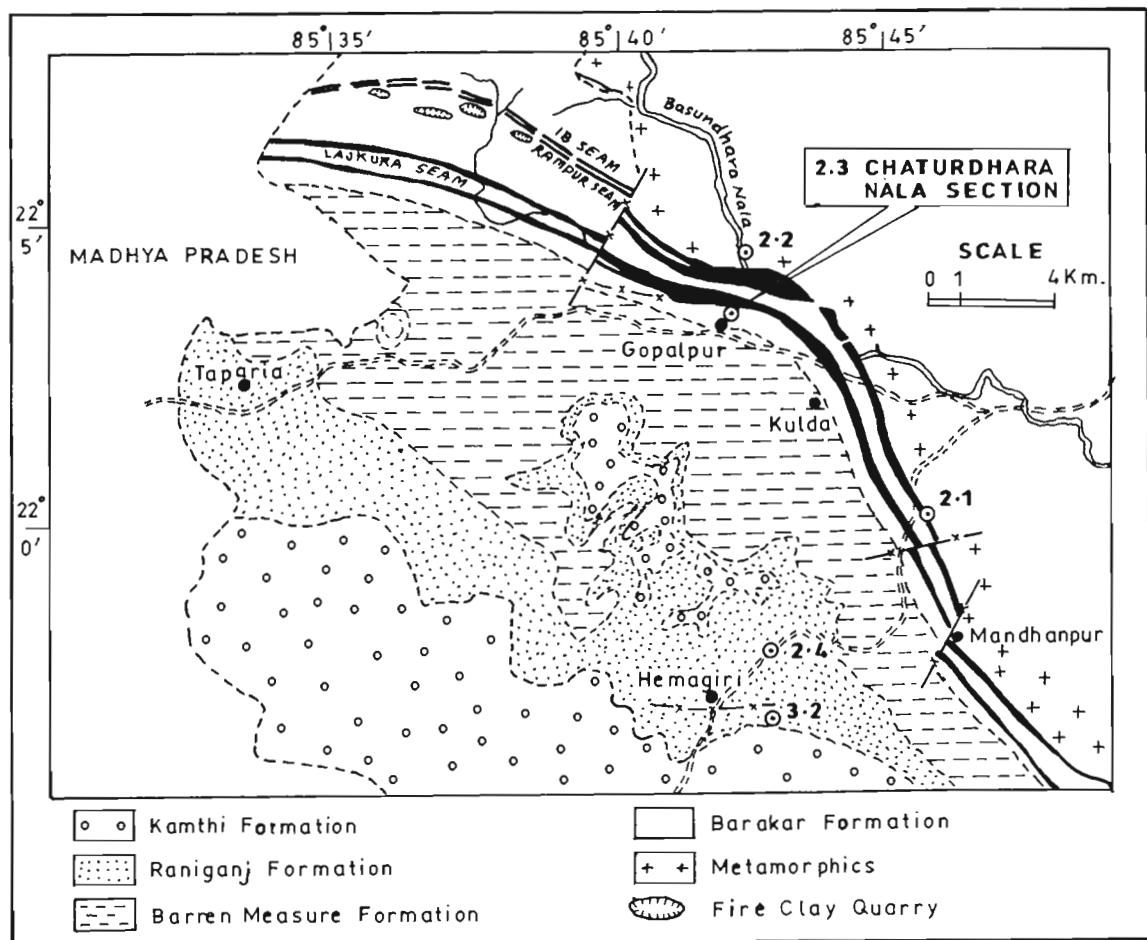 85° 35′
85° 40′
85° 45′
Basundhara Nala
IB SEAM
RAMPUR SEAM
LAJKURA SEAM
2.3 CHATURDHARA
NALA SECTION
22°
5′
MADHYA PRADESH
2·2
SCALE
0 1 4 Km.
Gopalpur
Taparia
Kulda
22°
0′
2·1
Mandhanpur
2·4
Hemagiri
3·2
Kamthi Formation
Raniganj Formation
Barren Measure Formation
Barakar Formation
Metamorphics
Fire Clay Quarry